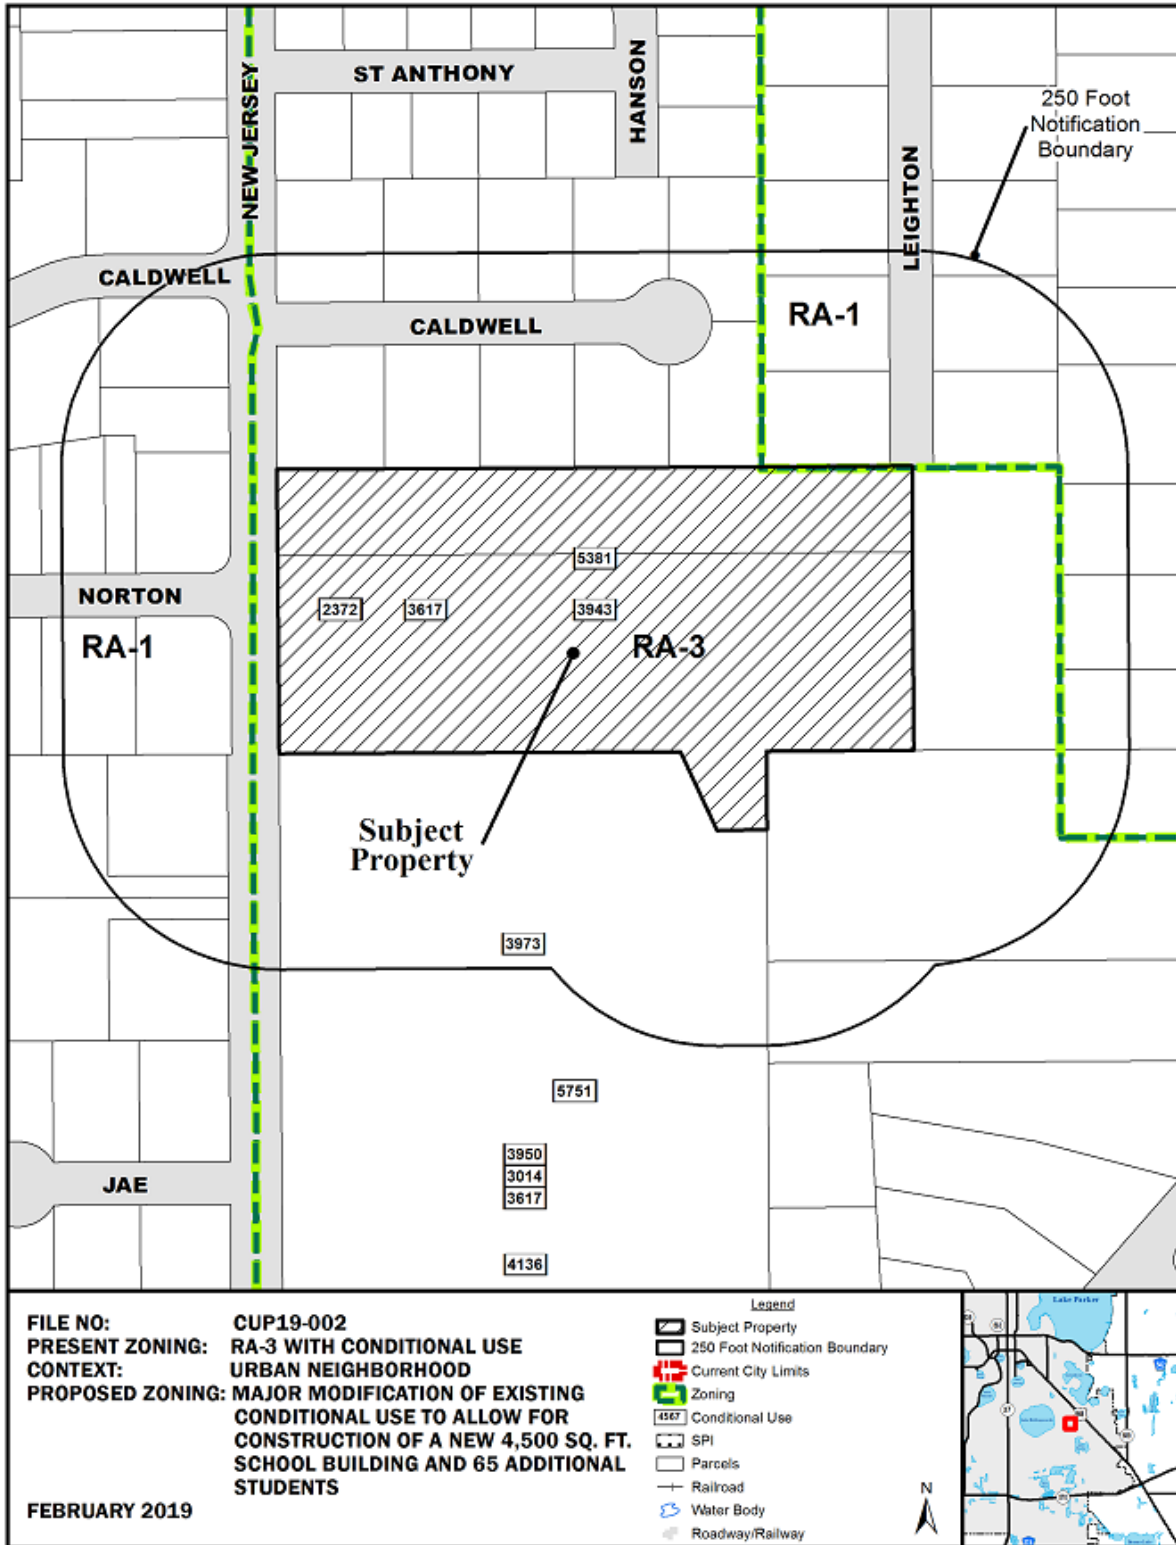 ST ANTHONY
HANSON
NEW JERSEY
250 Foot
Notification
Boundary
LEIGHTON
CALDWELL
CALDWELL
RA-1
5381
NORTON
2372
3617
3943
RA-1
RA-3
Subject
Property
3973
5751
3950
3014
3617
JAE
4136
FILE NO: CUP19-002
PRESENT ZONING: RA-3 WITH CONDITIONAL USE
CONTEXT: URBAN NEIGHBORHOOD
PROPOSED ZONING: MAJOR MODIFICATION OF EXISTING
CONDITIONAL USE TO ALLOW FOR
CONSTRUCTION OF A NEW 4,500 SQ. FT.
SCHOOL BUILDING AND 65 ADDITIONAL
STUDENTS
FEBRUARY 2019
Legend
Subject Property
250 Foot Notification Boundary
Current City Limits
Zoning
4567 Conditional Use
SPI
Parcels
Railroad
Water Body
Roadway/Railway
N
Lake Parker